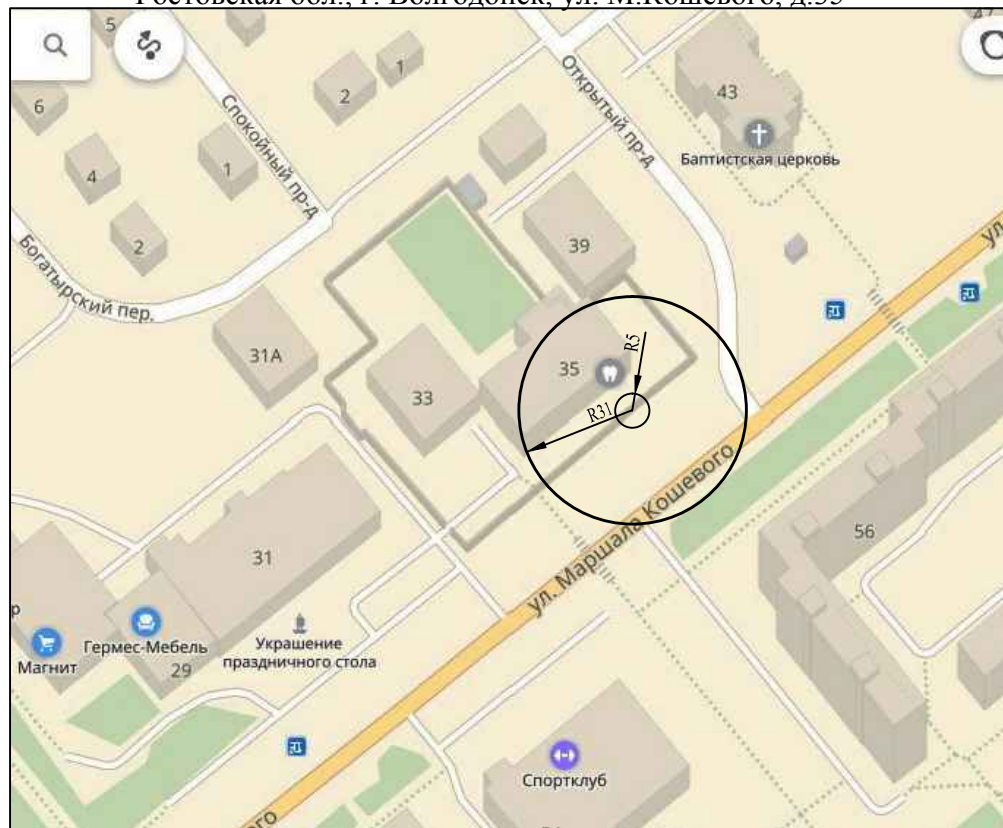 Ростовская обл., г. Волгодонск, ул. М.Кошевого, д.35
5
47
6
Спокойный пр-д
2
1
Открытый пр-д
43
Баптистская церковь
4
1
2
39
ул.
Богатырский пер.
31А
33
35
R5
R31
ул. Маршала Кошевого
56
31
Гермес-Мебель
Магнит
29
Украшение
праздничного стола
Спортклуб